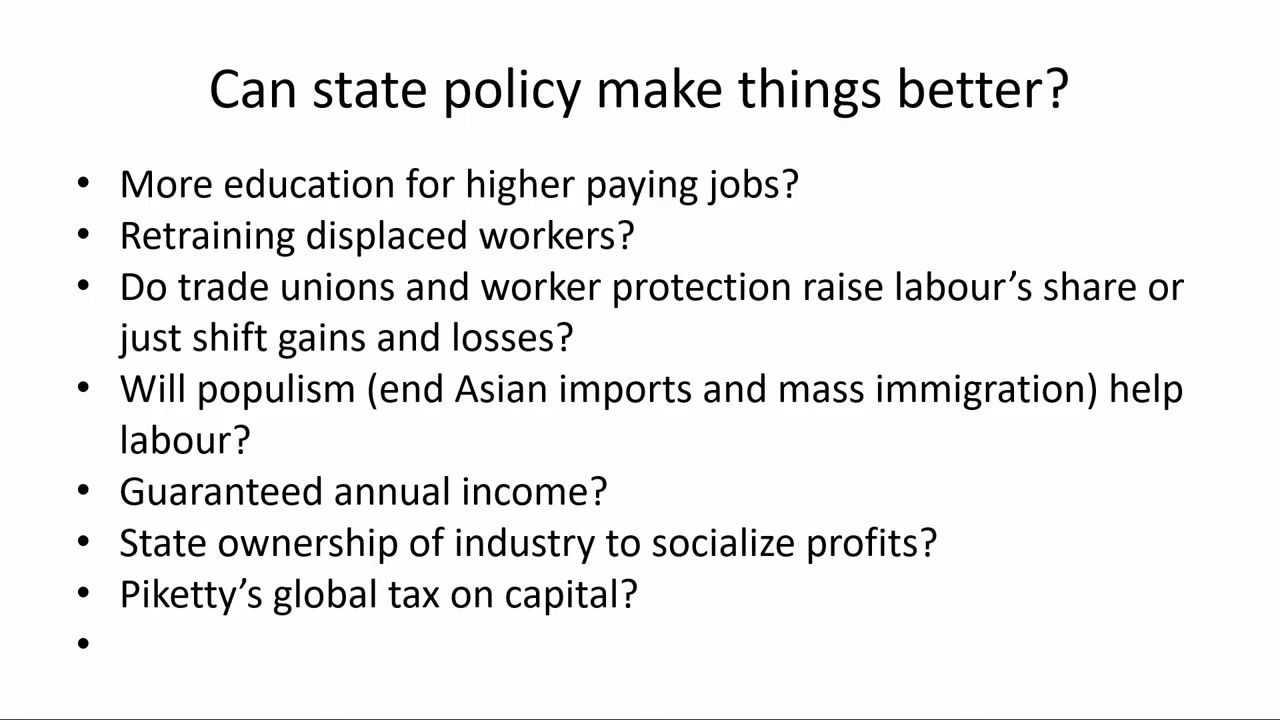 Can state policy make things better?
• More education for higher paying jobs?
• Retraining displaced workers?
• Do trade unions and worker protection raise labour’s share or
just shift gains and losses?
• Will populism (end Asian imports and mass immigration) help
labour?
• Guaranteed annual income?
• State ownership of industry to socialize profits?
• Piketty’s global tax on capital?
•